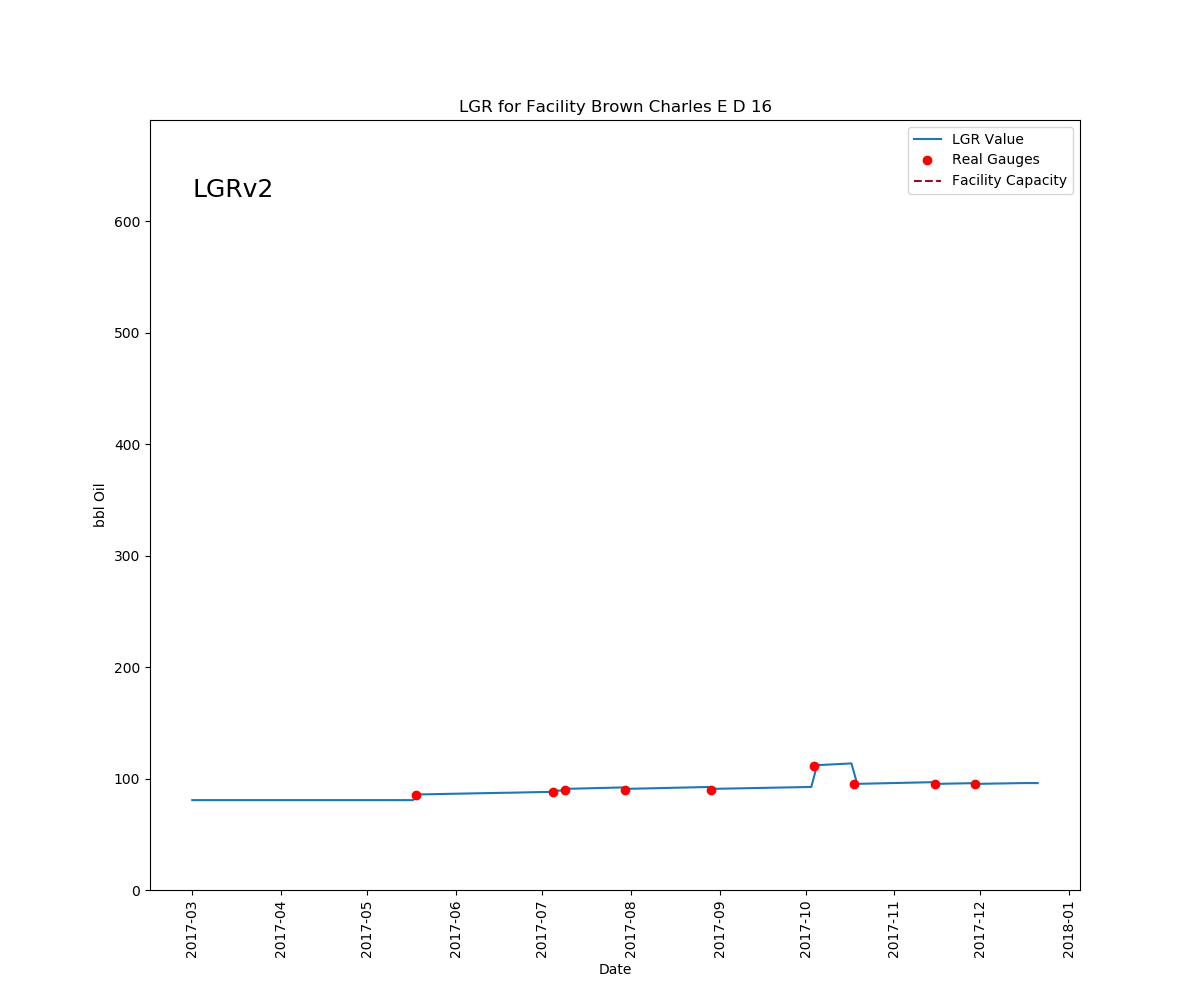 LGR for Facility Brown Charles E D 16
LGRv2
LGR Value
Real Gauges
Facility Capacity
600
500
400
300
200
100
0
bbl Oil
2017-03
2017-04
2017-05
2017-06
2017-07
2017-08
2017-09
2017-10
2017-11
2017-12
2018-01
Date